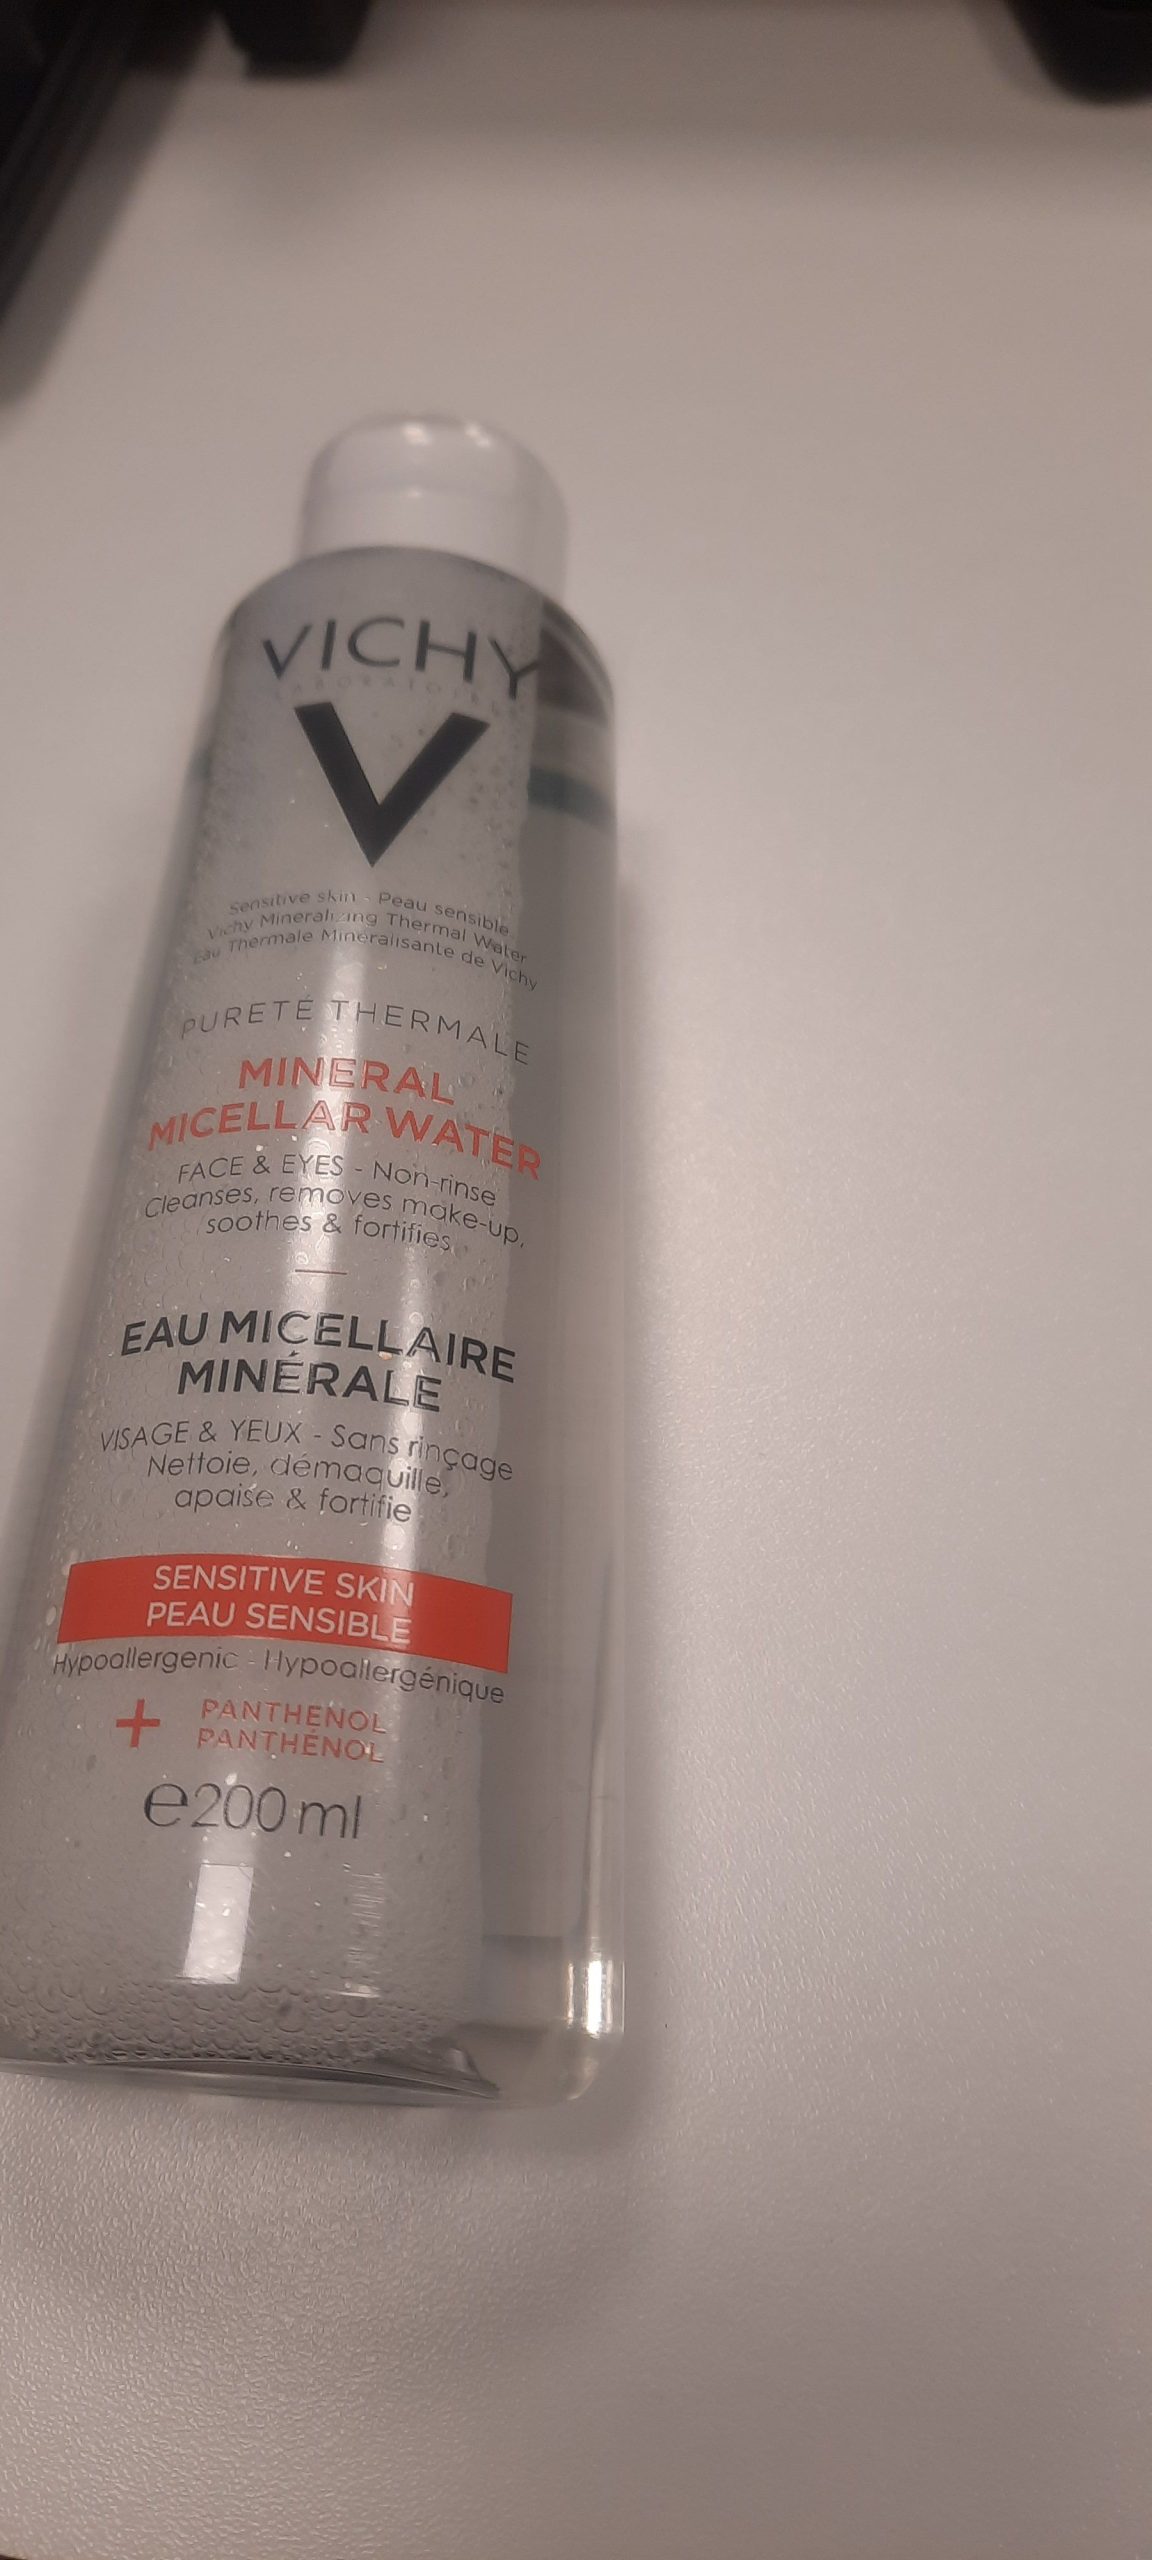 VICHY
LABORATOIRES
V
Sensitive skin - Peau sensible
Vichy Mineralizing Thermal Water
Eau Thermale Minéralisante de Vichy
PURETÉ THERMALE
MINERAL
MICELLAR WATER
FACE & EYES - Non-rinse
Cleanses, removes make-up,
soothes & fortifies
EAU MICELLAIRE
MINÉRALE
VISAGE & YEUX - Sans rinçage
Nettoie, démaquille,
apaise & fortifie
SENSITIVE SKIN
PEAU SENSIBLE
Hypoallergenic - Hypoallergénique
+ PANTHENOL
PANTHÉNOL
e200 ml